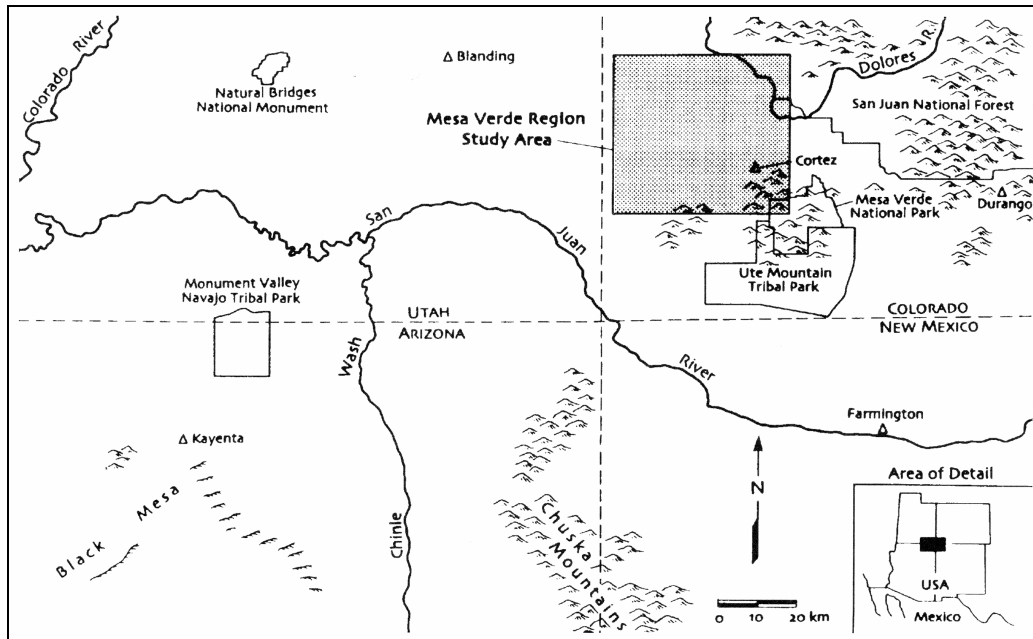 Colorado River
Natural Bridges
National Monument
Blanding
Mesa Verde Region
Study Area
Dolores R.
San Juan National Forest
Cortez
Mesa Verde
National Park
Durango
San Juan River
Ute Mountain
Tribal Park
Monument Valley
Navajo Tribal Park
UTAH
ARIZONA
COLORADO
NEW MEXICO
Chinle Wash
Farmington
Kayenta
Black Mesa
Chuska
Mountains
N
0 10 20 km
Area of Detail
USA
Mexico